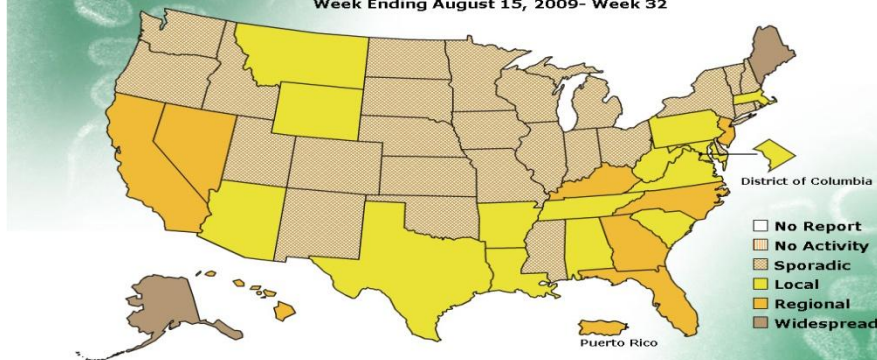 Week Ending August 15, 2009- Week 32
District of Columbia
No Report
No Activity
Sporadic
Local
Regional
Widespread
Puerto Rico